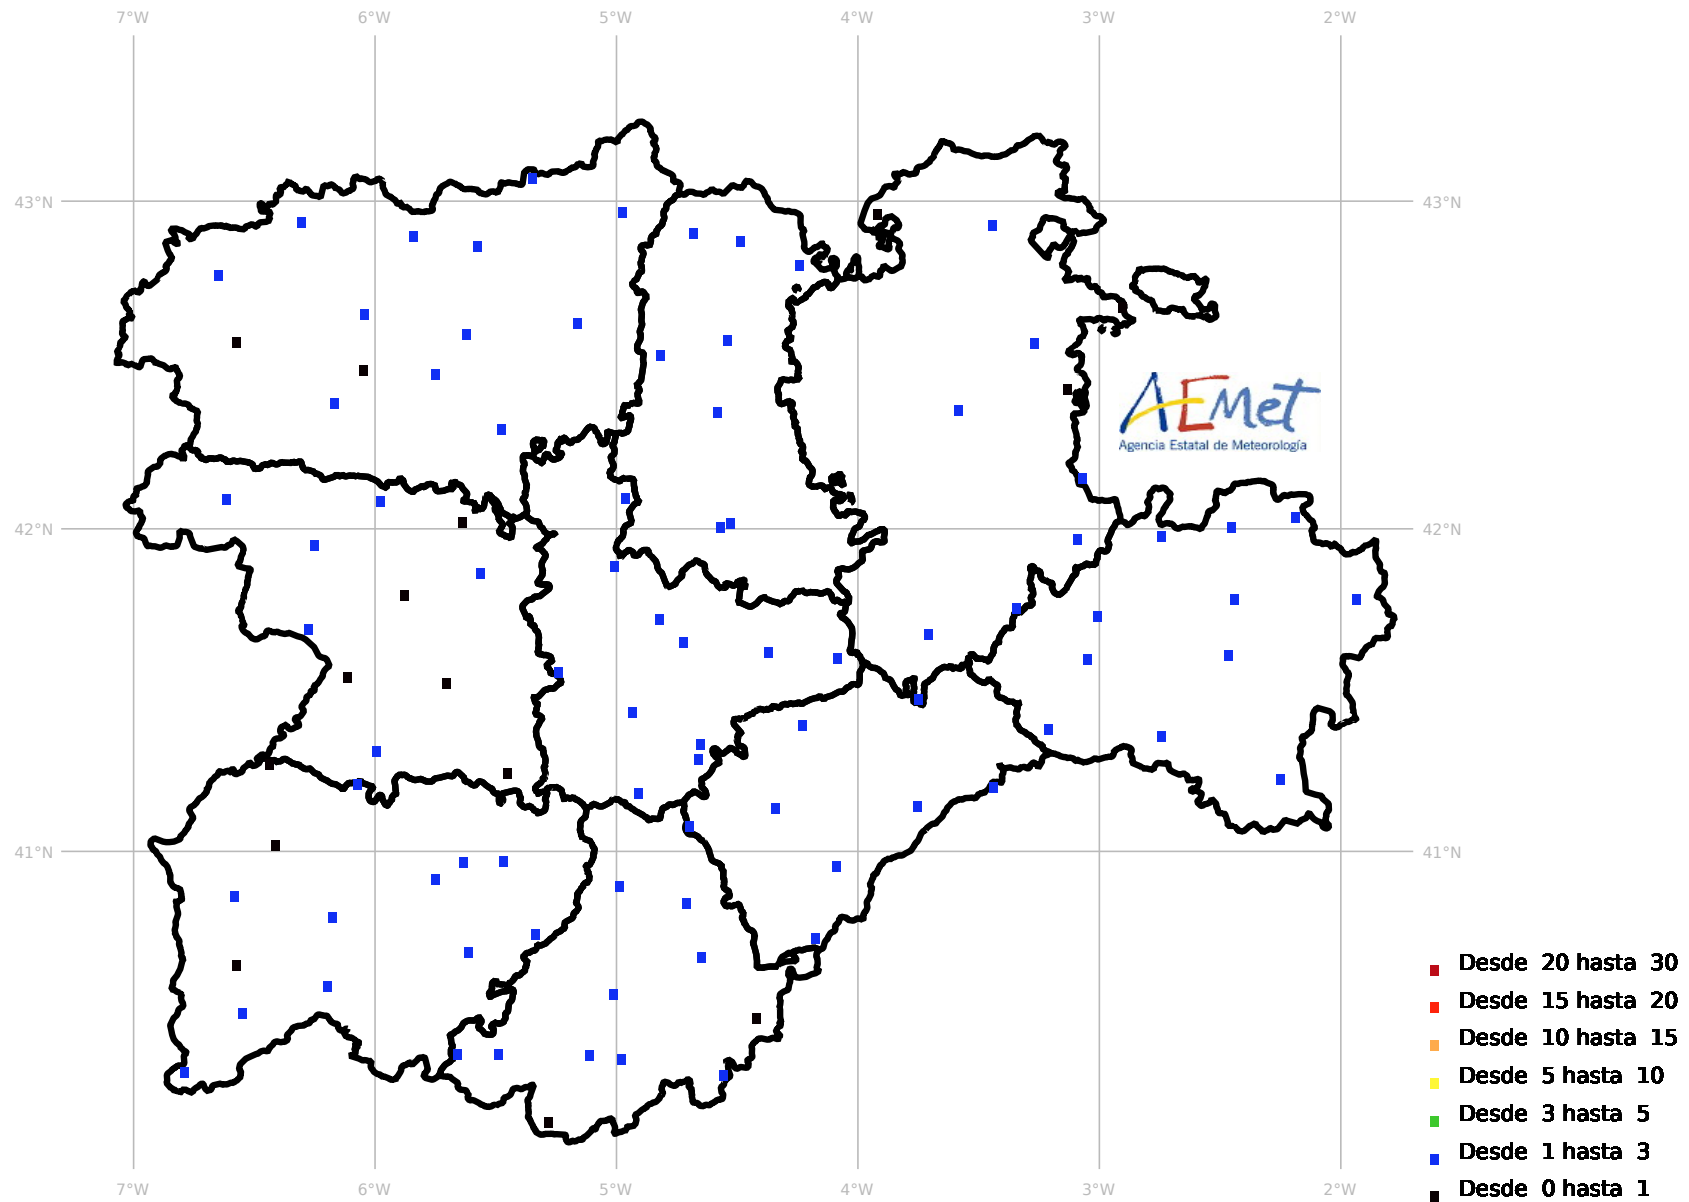 7°W 6°W 5°W 4°W 3°W 2°W
43°N 43°N
AEMet
Agencia Estatal de Meteorología
42°N 42°N
41°N 41°N
Desde 20 hasta 30
Desde 15 hasta 20
Desde 10 hasta 15
Desde 5 hasta 10
Desde 3 hasta 5
Desde 1 hasta 3
Desde 0 hasta 1
7°W 6°W 5°W 4°W 3°W 2°W